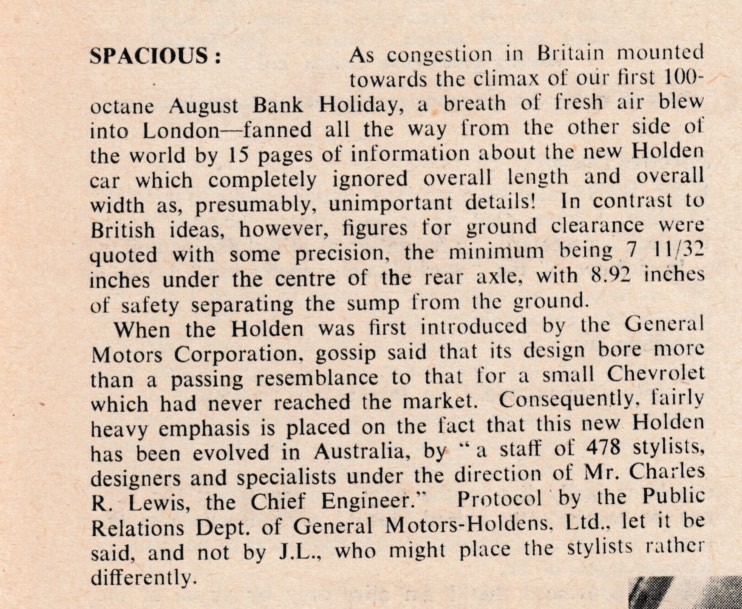 SPACIOUS : As congestion in Britain mounted
towards the climax of our first 100-
octane August Bank Holiday, a breath of fresh air blew
into London—fanned all the way from the other side of
the world by 15 pages of information about the new Holden
car which completely ignored overall length and overall
width as, presumably, unimportant details! In contrast to
British ideas, however, figures for ground clearance were
quoted with some precision, the minimum being 7 11/32
inches under the centre of the rear axle, with 8.92 inches
of safety separating the sump from the ground.
When the Holden was first introduced by the General
Motors Corporation, gossip said that its design bore more
than a passing resemblance to that for a small Chevrolet
which had never reached the market. Consequently, fairly
heavy emphasis is placed on the fact that this new Holden
has been evolved in Australia, by “ a staff of 478 stylists,
designers and specialists under the direction of Mr. Charles
R. Lewis, the Chief Engineer.” Protocol by the Public
Relations Dept. of General Motors-Holdens, Ltd., let it be
said, and not by J.L., who might place the stylists rather
differently.